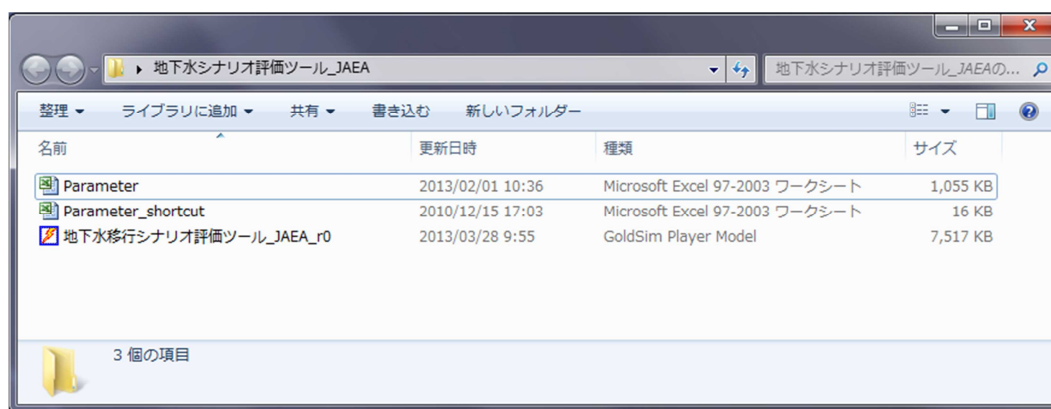 地下水シナリオ評価ツール_JAEA 地下水シナリオ評価ツール_JAEAの...
整理 ライブラリに追加 共有 書き込む 新しいフォルダー
名前 更新日時 種類 サイズ
Parameter 2013/02/01 10:36 Microsoft Excel 97-2003 ワークシート 1,055 KB
Parameter_shortcut 2010/12/15 17:03 Microsoft Excel 97-2003 ワークシート 16 KB
地下水移行シナリオ評価ツール_JAEA_r0 2013/03/28 9:55 GoldSim Player Model 7,517 KB
3 個の項目